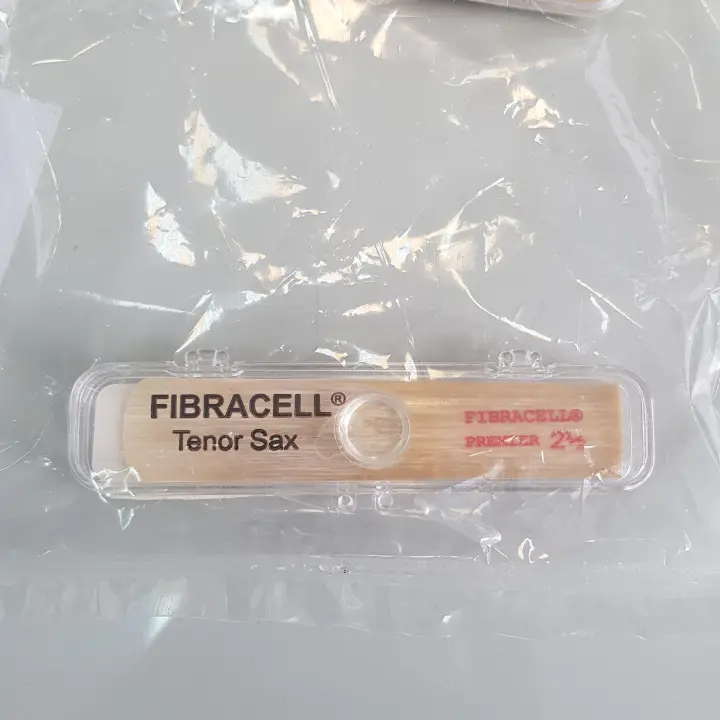 FIBRACELL®
Tenor Sax
FIBRACELL®
PREMIER 2½